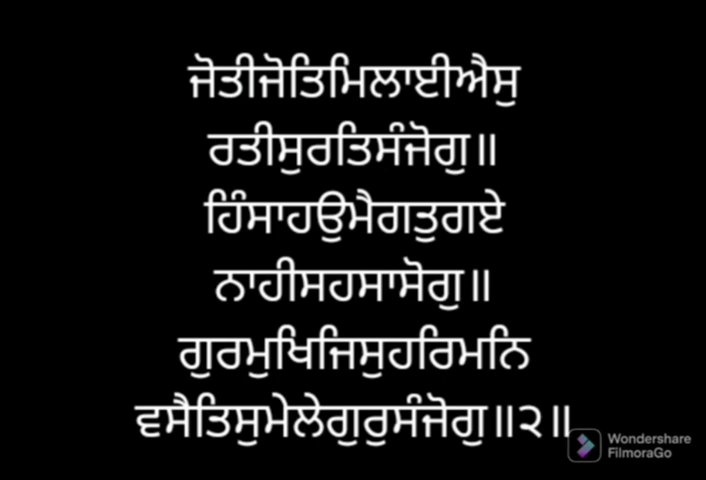 ਜੋਤੀਜੋਤਿਮਿਲਾਈਐਸੁ
ਰਤੀਸੁਰਤਿਸੰਜੋਗੁ॥
ਹਿੰਸਾਹਉਮੈਗਤੁਗਏ
ਨਾਹੀਸਹਸਾਸੋਗੁ॥
ਗੁਰਮੁਖਿਜਿਸੁਹਰਿਮਨਿ
ਵਸੈਤਿਸੁਮੇਲੇਗੁਰੁਸੰਜੋਗੁ॥੨॥
Wondershare
FilmoraGo